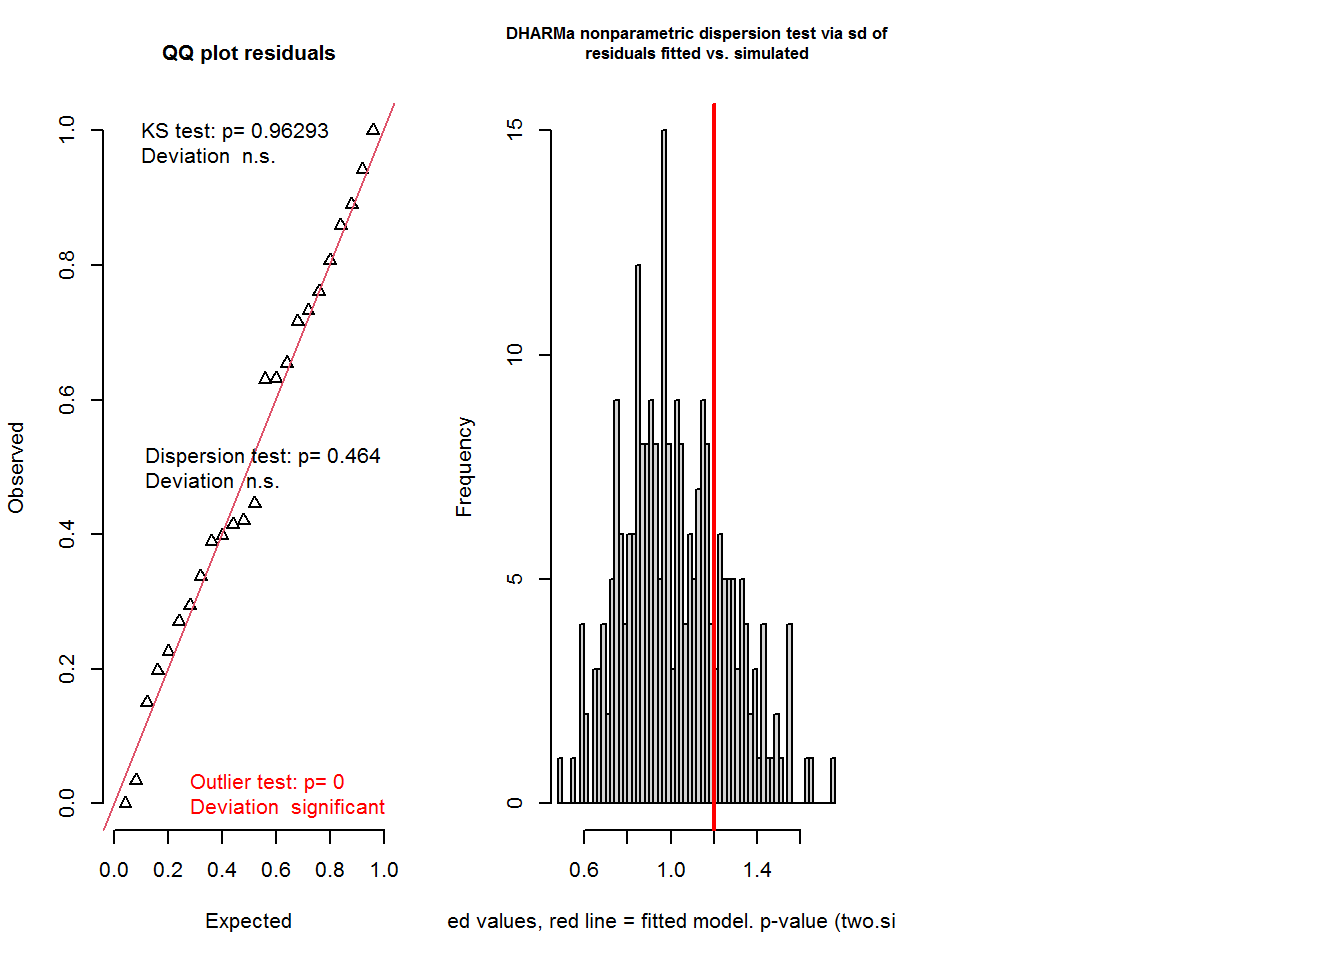 QQ plot residuals
KS test: p= 0.96293
Deviation  n.s.
Dispersion test: p= 0.464
Deviation  n.s.
Outlier test: p= 0
Deviation  significant
Observed
0.0
0.2
0.4
0.6
0.8
1.0
0.0 0.2 0.4 0.6 0.8 1.0
Expected
DHARMa nonparametric dispersion test via sd of
residuals fitted vs. simulated
Frequency
0
5
10
15
0.6 1.0 1.4
ed values, red line = fitted model. p-value (two.si